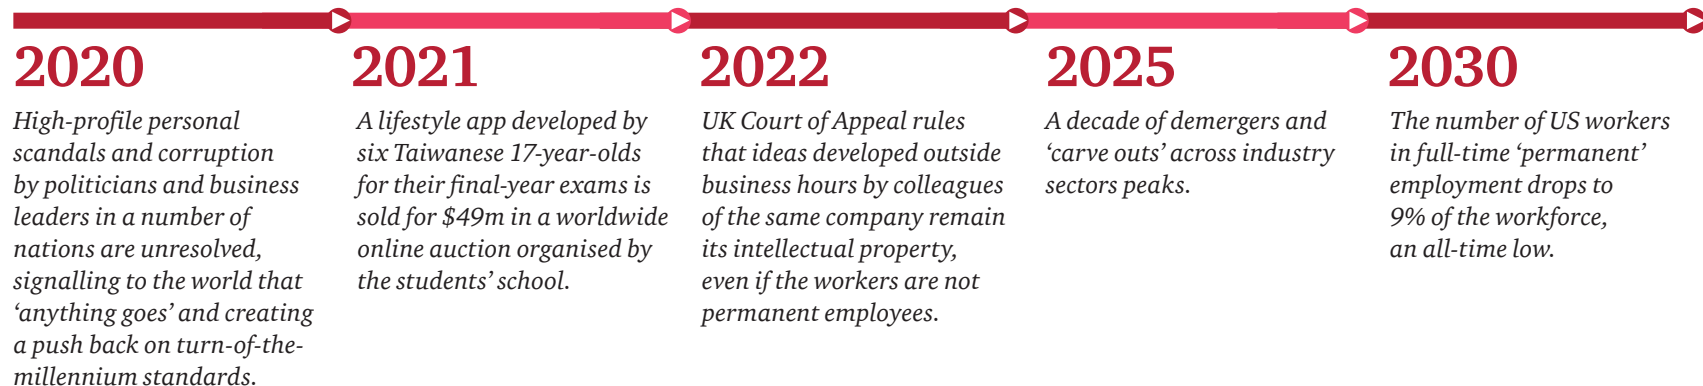 2020
High-profile personal
scandals and corruption
by politicians and business
leaders in a number of
nations are unresolved,
signalling to the world that
‘anything goes’ and creating
a push back on turn-of-the-
millennium standards.
2021
A lifestyle app developed by
six Taiwanese 17-year-olds
for their final-year exams is
sold for $49m in a worldwide
online auction organised by
the students’ school.
2022
UK Court of Appeal rules
that ideas developed outside
business hours by colleagues
of the same company remain
its intellectual property,
even if the workers are not
permanent employees.
2025
A decade of demergers and
‘carve outs’ across industry
sectors peaks.
2030
The number of US workers
in full-time ‘permanent’
employment drops to
9% of the workforce,
an all-time low.